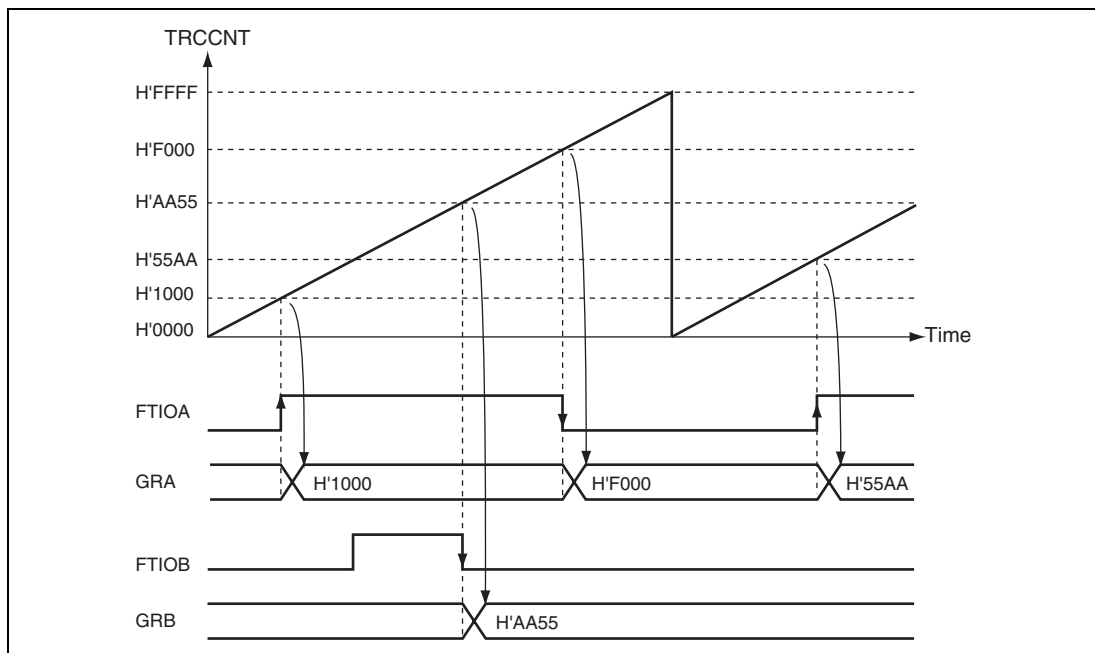 TRCCNT
H'FFFF
H'F000
H'AA55
H'55AA
H'1000
H'0000
Time
FTIOA
GRA H'1000 H'F000 H'55AA
FTIOB
GRB H'AA55